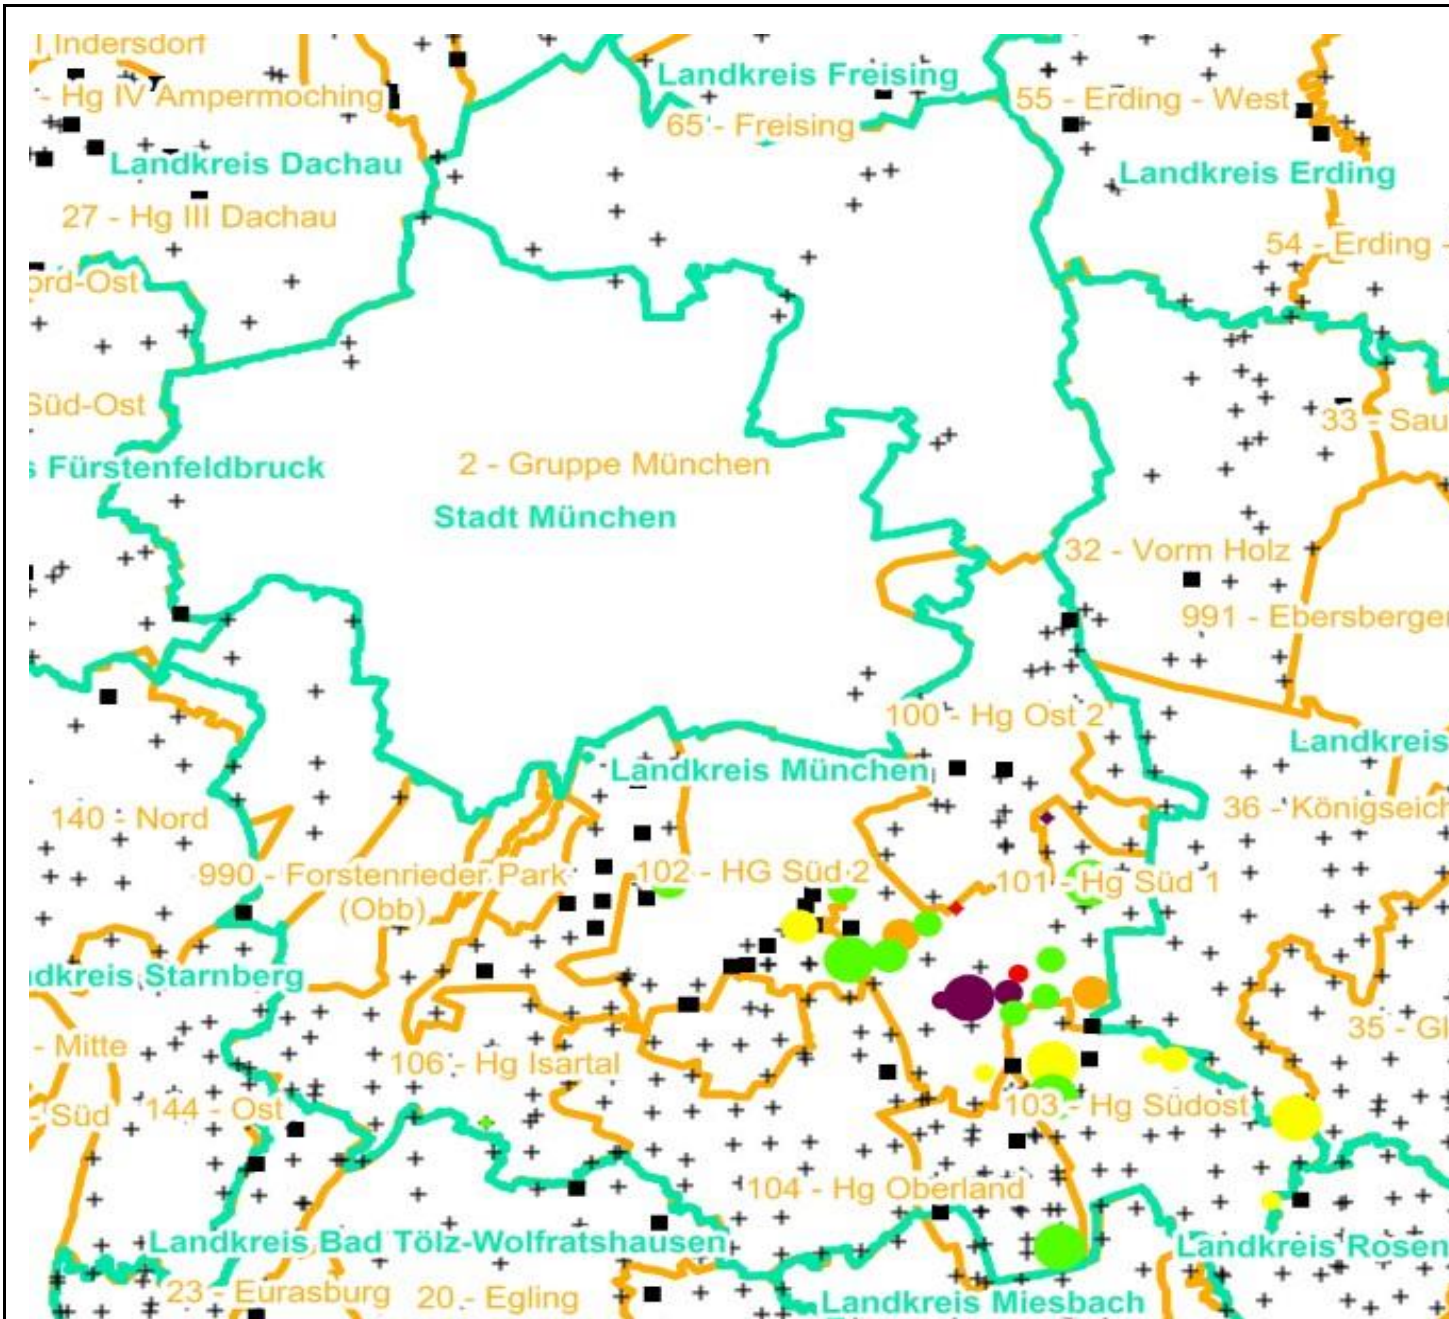 Indersdorf
Landkreis Freising
- Hg IV Ampermoching
55 - Erding - West
65 - Freising
Landkreis Dachau
Landkreis Erding
27 - Hg III Dachau
54 - Erding -
ord-Ost
Süd-Ost
33 - Sau
s Fürstenfeldbruck
2 - Gruppe München
Stadt München
32 - Vorm Holz
991 - Ebersberger
100 - Hg Ost 2
Landkreis
Landkreis München
140 - Nord
36 - Königseich
990 - Forstenrieder Park
(Obb)
102 - HG Süd 2
101 - Hg Süd 1
ndkreis Starnberg
35 - Gl
- Mitte
106 - Hg Isartal
- Süd
144 - Ost
103 - Hg Südost
104 - Hg Oberland
Landkreis Bad Tölz-Wolfratshausen
Landkreis Rosen
23 - Eurasburg
20 - Egling
Landkreis Miesbach